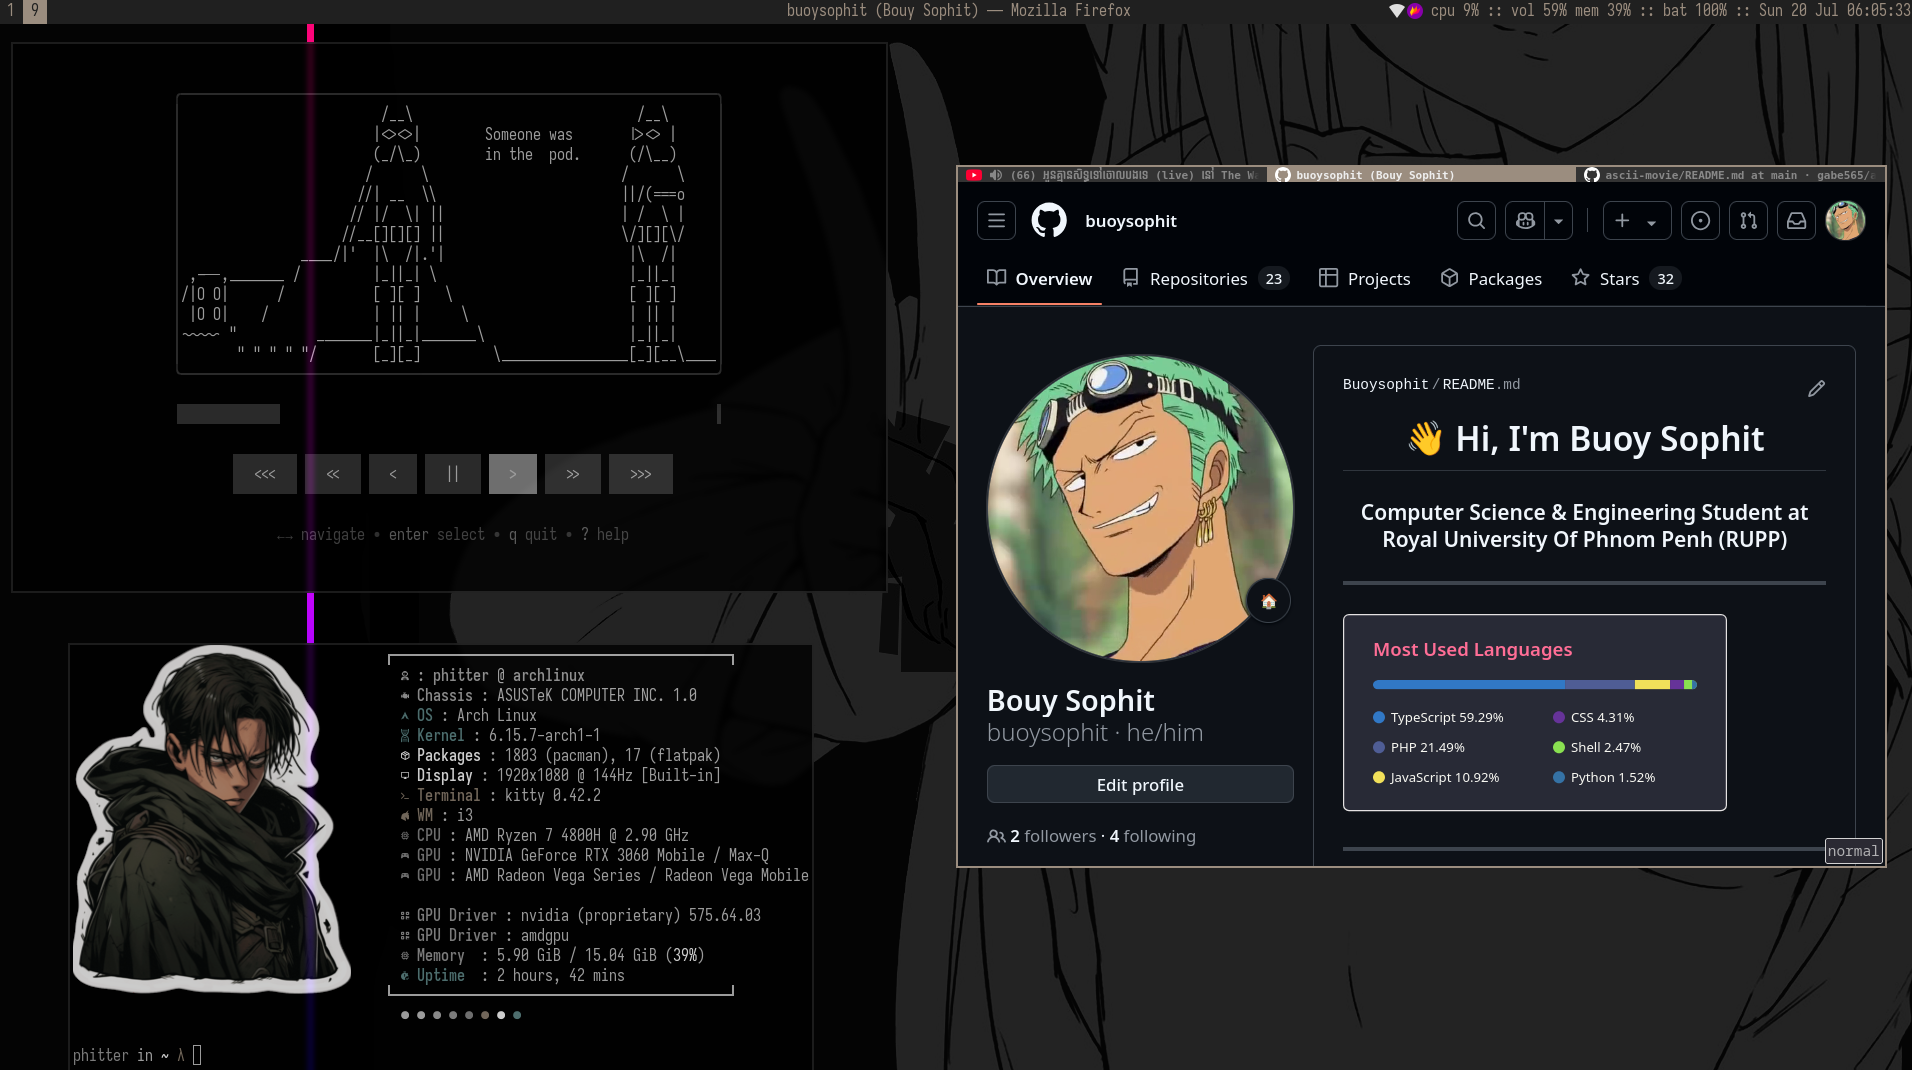 1 9 buoysophit (Bouy Sophit) — Mozilla Firefox cpu 9% :: vol 59% mem 39% :: bat 100% :: Sun 20 Jul 06:05:33
Someone was
in the pod.
<<< << < || > >> >>>
←→ navigate • enter select • q quit • ? help
: phitter @ archlinux
Chassis : ASUSTeK COMPUTER INC. 1.0
OS : Arch Linux
Kernel : 6.15.7-arch1-1
Packages : 1803 (pacman), 17 (flatpak)
Display : 1920x1080 @ 144Hz [Built-in]
Terminal : kitty 0.42.2
WM : i3
CPU : AMD Ryzen 7 4800H @ 2.90 GHz
GPU : NVIDIA GeForce RTX 3060 Mobile / Max-Q
GPU : AMD Radeon Vega Series / Radeon Vega Mobile
GPU Driver : nvidia (proprietary) 575.64.03
GPU Driver : amdgpu
Memory : 5.90 GiB / 15.04 GiB (39%)
Uptime : 2 hours, 42 mins
phitter in ~ λ
(66) (live) នៅ The W buoysophit (Bouy Sophit) ascii-movie/README.md at main · gabe565/a
buoysophit
Overview Repositories 23 Projects Packages Stars 32
Bouy Sophit
buoysophit · he/him
Edit profile
2 followers · 4 following
Buoysophit/README.md
👋 Hi, I'm Buoy Sophit
Computer Science & Engineering Student at
Royal University Of Phnom Penh (RUPP)
Most Used Languages
TypeScript 59.29%
PHP 21.49%
JavaScript 10.92%
CSS 4.31%
Shell 2.47%
Python 1.52%
normal